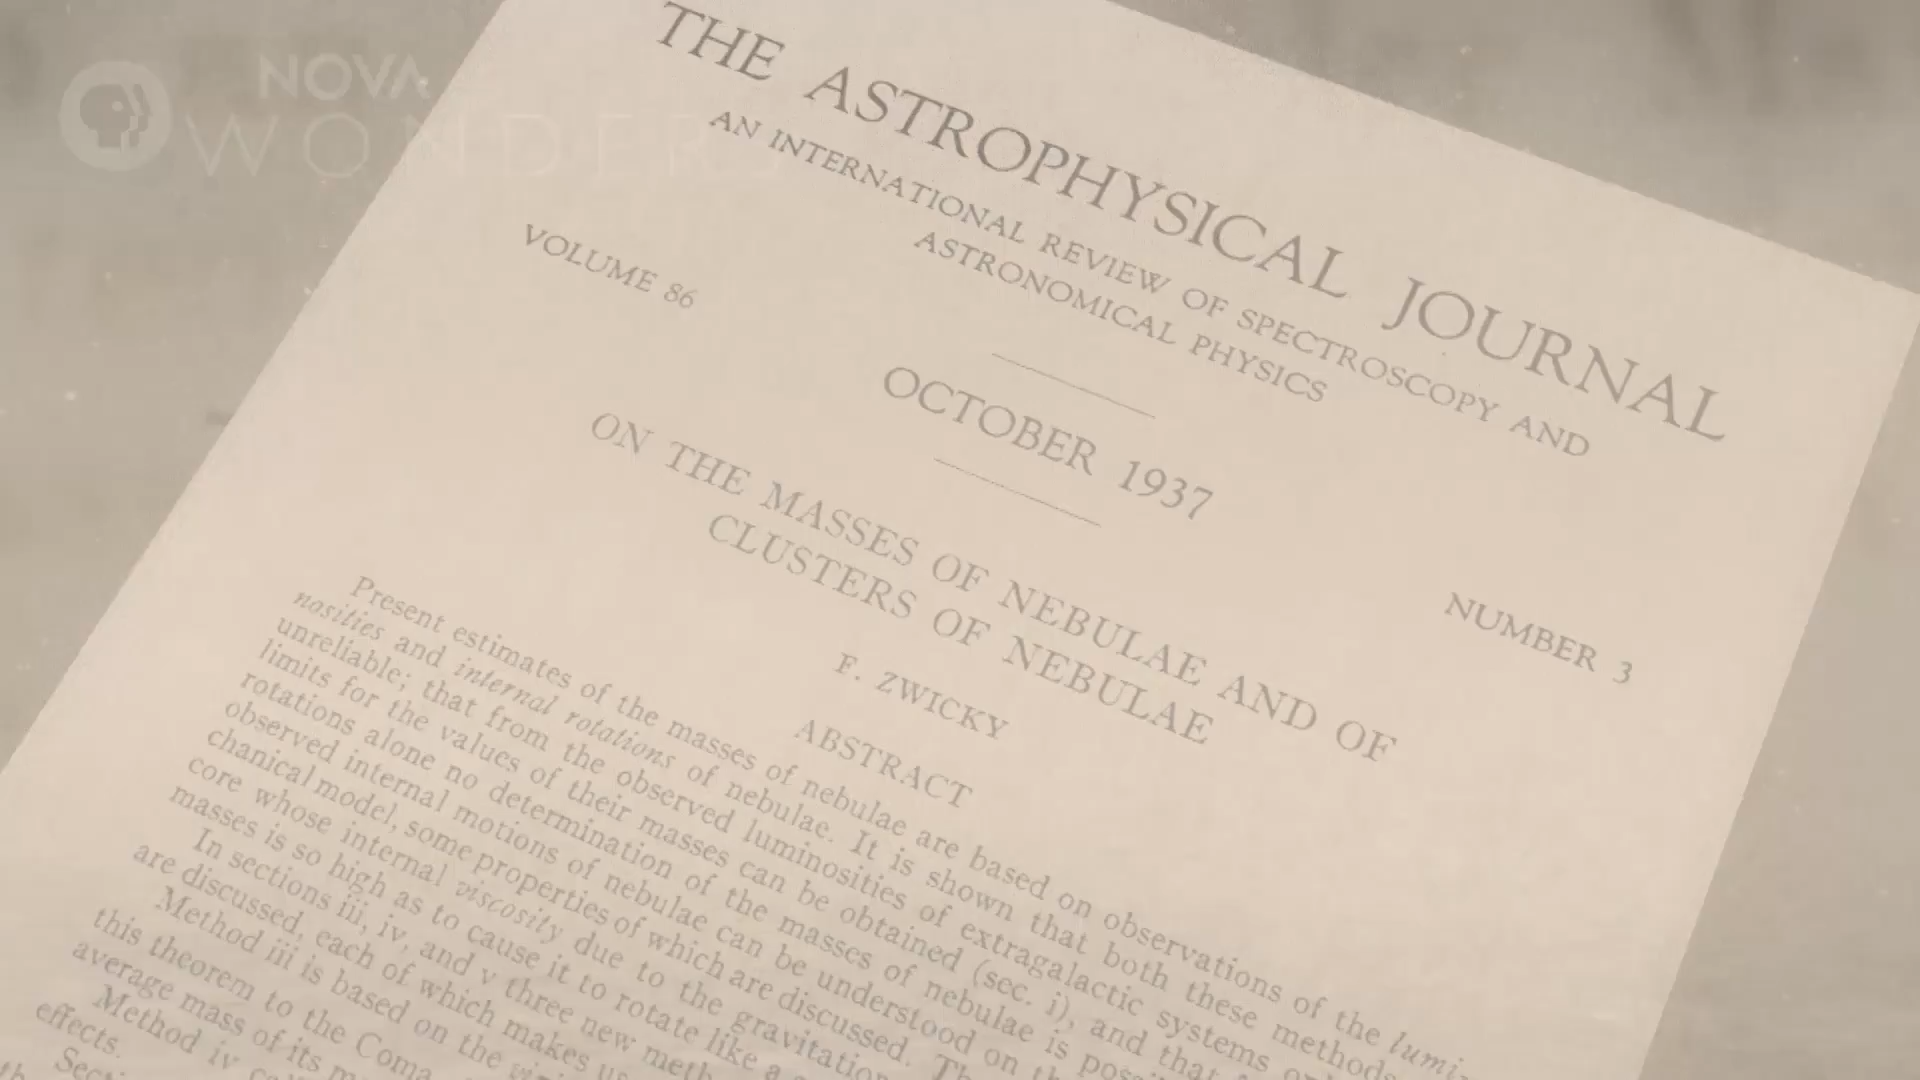 NOVA
WONDERS
THE ASTROPHYSICAL JOURNAL
AN INTERNATIONAL REVIEW OF SPECTROSCOPY AND
ASTRONOMICAL PHYSICS
VOLUME 86
OCTOBER 1937
NUMBER 3
ON THE MASSES OF NEBULAE AND OF
CLUSTERS OF NEBULAE
F. ZWICKY
ABSTRACT
Present estimates of the masses of nebulae are based on observations of the lumi-
nosities and internal rotations of nebulae. It is shown that both these methods
unreliable; that from the observed luminosities of extragalactic systems
limits for the values of their masses can be obtained (sec. i), and that
rotations alone no determination of the masses of nebulae is
observed internal motions of nebulae can be understood on
chanical model, some properties of which are discussed.
core whose internal viscosity due to the
masses is so high as to cause it to rotate like a
In sections iii, iv, and v three new
are discussed, each of which makes
Method iii is based on the
this theorem to the Coma
average mass of its
Method iv
effects.